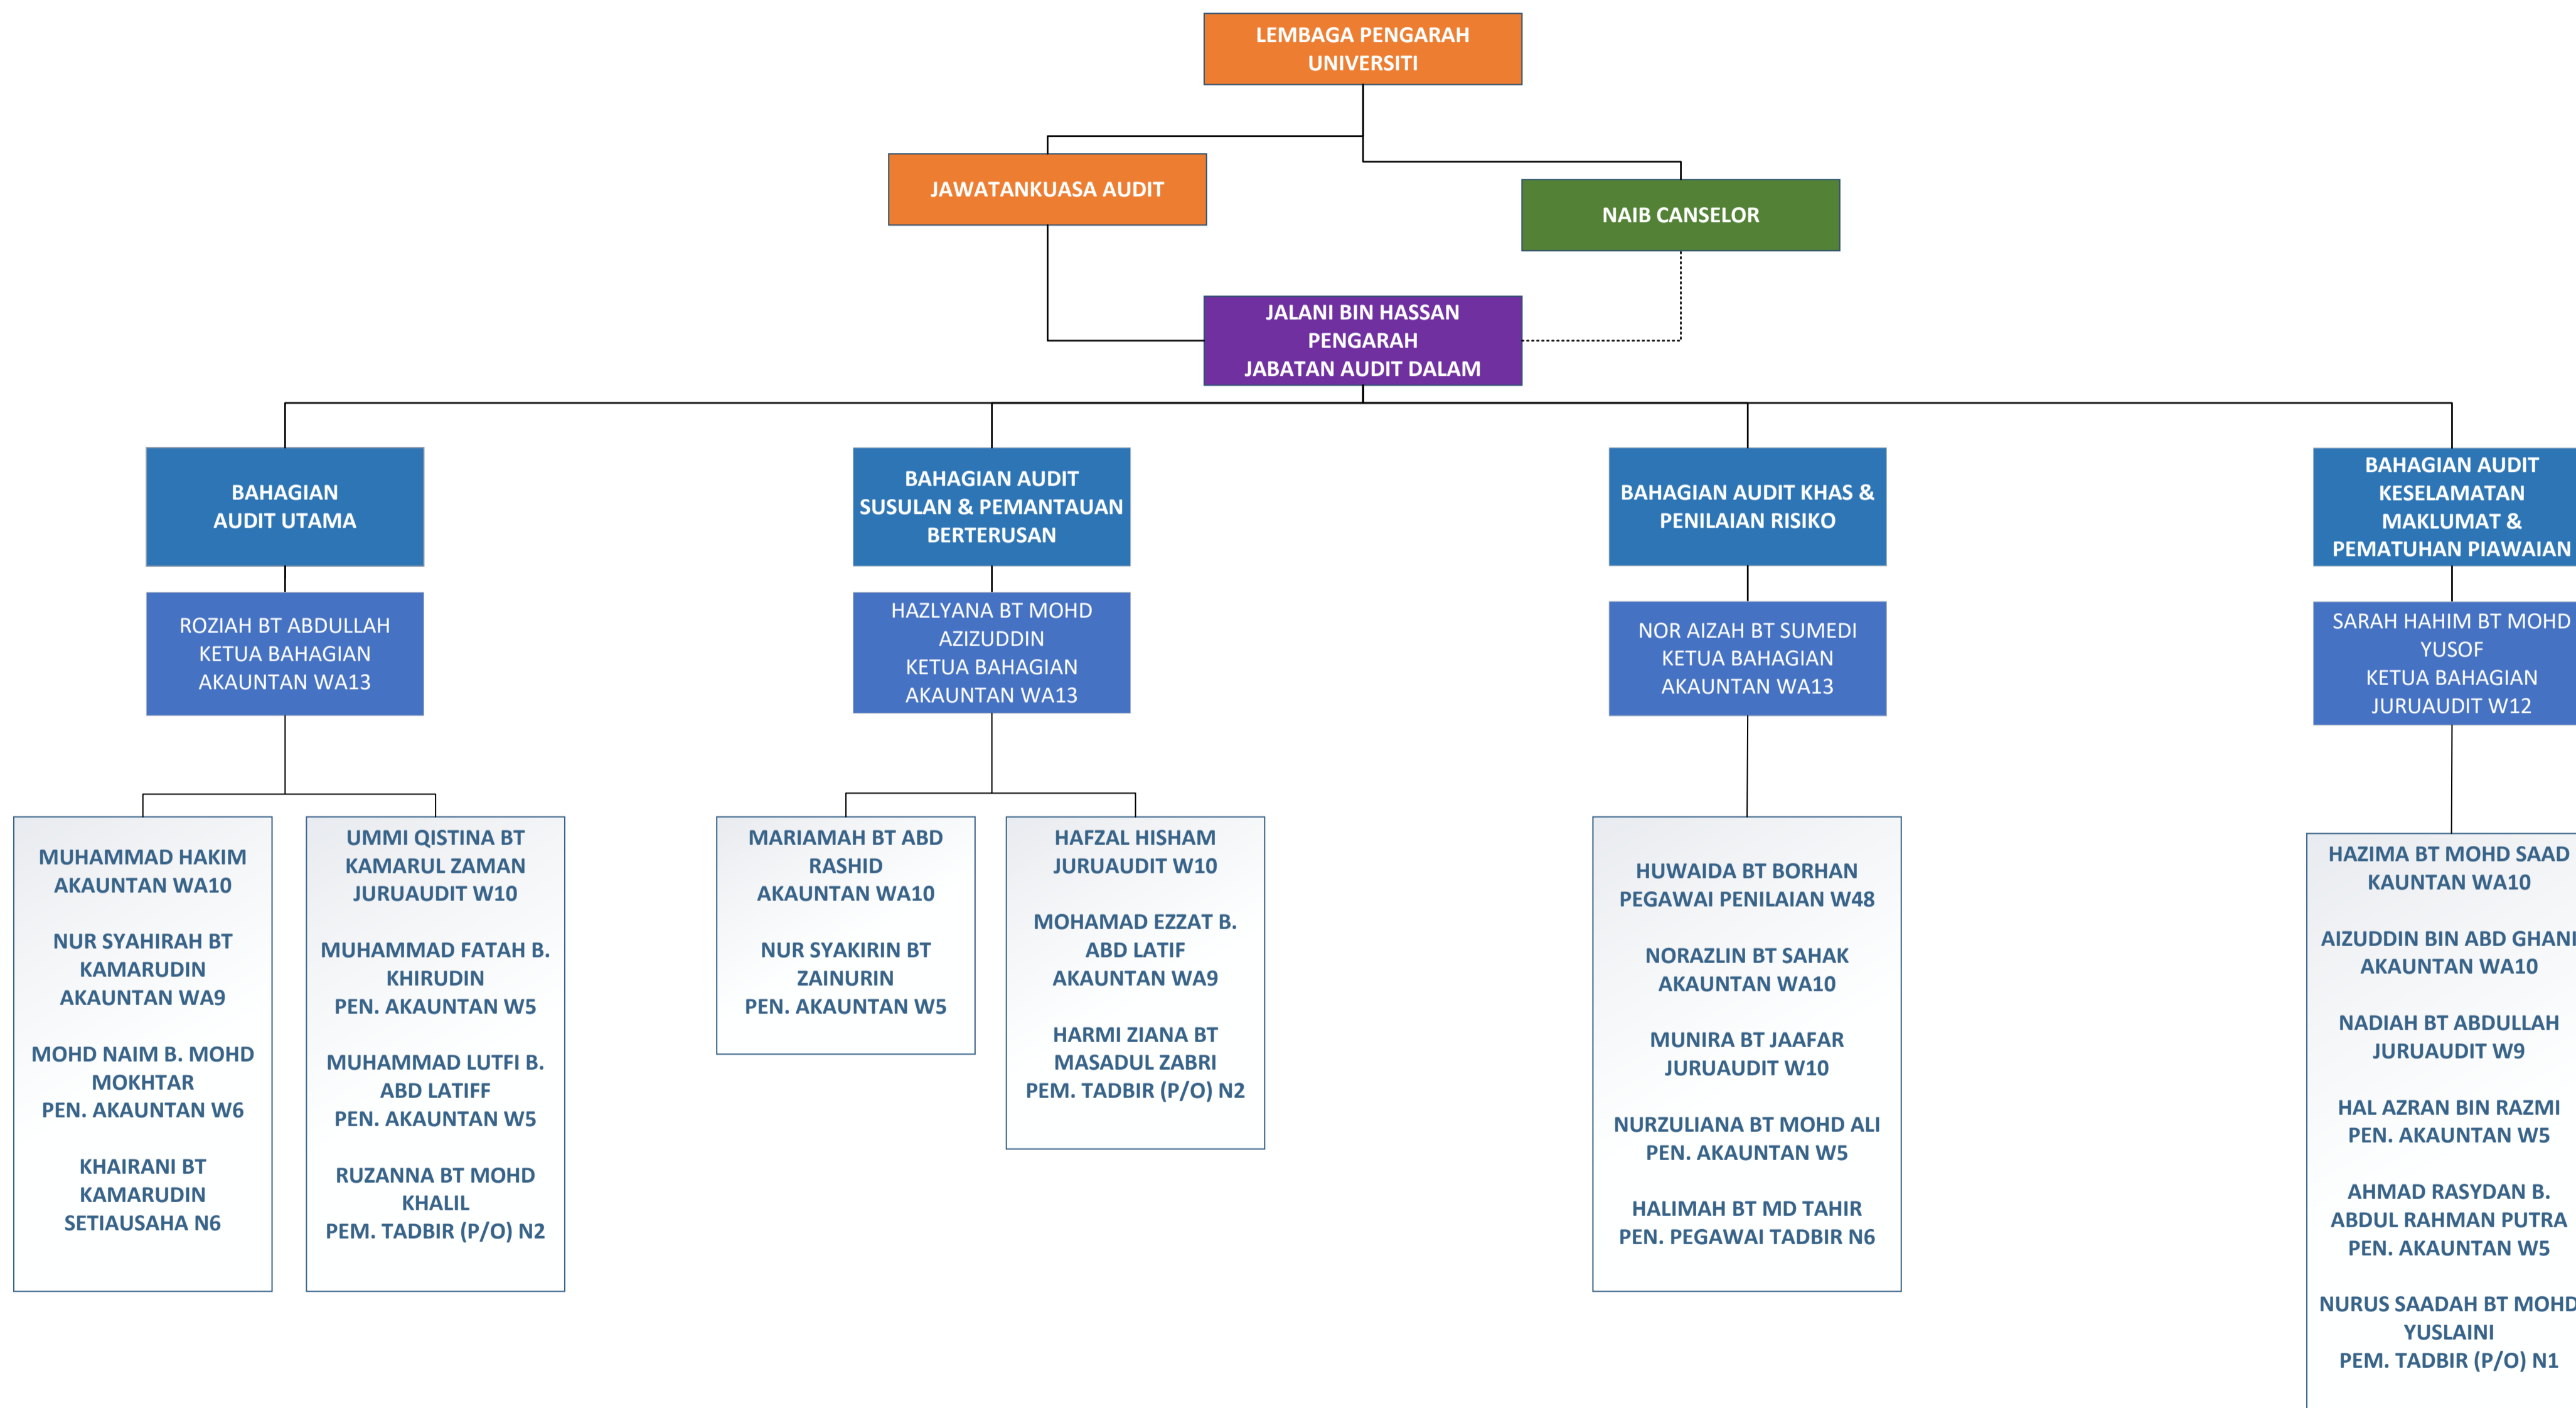 LEMBAGA PENGARAH
UNIVERSITI
JAWATANKUASA AUDIT
NAIB CANSELOR
JALANI BIN HASSAN
PENGARAH
JABATAN AUDIT DALAM
BAHAGIAN
AUDIT UTAMA
ROZIAH BT ABDULLAH
KETUA BAHAGIAN
AKAUNTAN WA13
MUHAMMAD HAKIM
AKAUNTAN WA10
NUR SYAHIRAH BT
KAMARUDIN
AKAUNTAN WA9
MOHD NAIM B. MOHD
MOKHTAR
PEN. AKAUNTAN W6
KHAIRANI BT
KAMARUDIN
SETIAUSAHA N6
UMMI QISTINA BT
KAMARUL ZAMAN
JURUAUDIT W10
MUHAMMAD FATAH B.
KHIRUDIN
PEN. AKAUNTAN W5
MUHAMMAD LUTFI B.
ABD LATIFF
PEN. AKAUNTAN W5
RUZANNA BT MOHD
KHALIL
PEM. TADBIR (P/O) N2
BAHAGIAN AUDIT
SUSULAN & PEMANTAUAN
BERTERUSAN
HAZLYANA BT MOHD
AZIZUDDIN
KETUA BAHAGIAN
AKAUNTAN WA13
MARIAMAH BT ABD
RASHID
AKAUNTAN WA10
NUR SYAKIRIN BT
ZAINURIN
PEN. AKAUNTAN W5
HAFZAL HISHAM
JURUAUDIT W10
MOHAMAD EZZAT B.
ABD LATIF
AKAUNTAN WA9
HARMI ZIANA BT
MASADUL ZABRI
PEM. TADBIR (P/O) N2
BAHAGIAN AUDIT KHAS &
PENILAIAN RISIKO
NOR AIZAH BT SUMEDI
KETUA BAHAGIAN
AKAUNTAN WA13
HUWAIDA BT BORHAN
PEGAWAI PENILAIAN W48
NORAZLIN BT SAHAK
AKAUNTAN WA10
MUNIRA BT JAAFAR
JURUAUDIT W10
NURZULIANA BT MOHD ALI
PEN. AKAUNTAN W5
HALIMAH BT MD TAHIR
PEN. PEGAWAI TADBIR N6
BAHAGIAN AUDIT
KESELAMATAN
MAKLUMAT &
PEMATUHAN PIAWAIAN
SARAH HAHIM BT MOHD
YUSOF
KETUA BAHAGIAN
JURUAUDIT W12
HAZIMA BT MOHD SAAD
KAUNTAN WA10
AIZUDDIN BIN ABD GHANI
AKAUNTAN WA10
NADIAH BT ABDULLAH
JURUAUDIT W9
HAL AZRAN BIN RAZMI
PEN. AKAUNTAN W5
AHMAD RASYDAN B.
ABDUL RAHMAN PUTRA
PEN. AKAUNTAN W5
NURUS SAADAH BT MOHD
YUSLAINI
PEM. TADBIR (P/O) N1